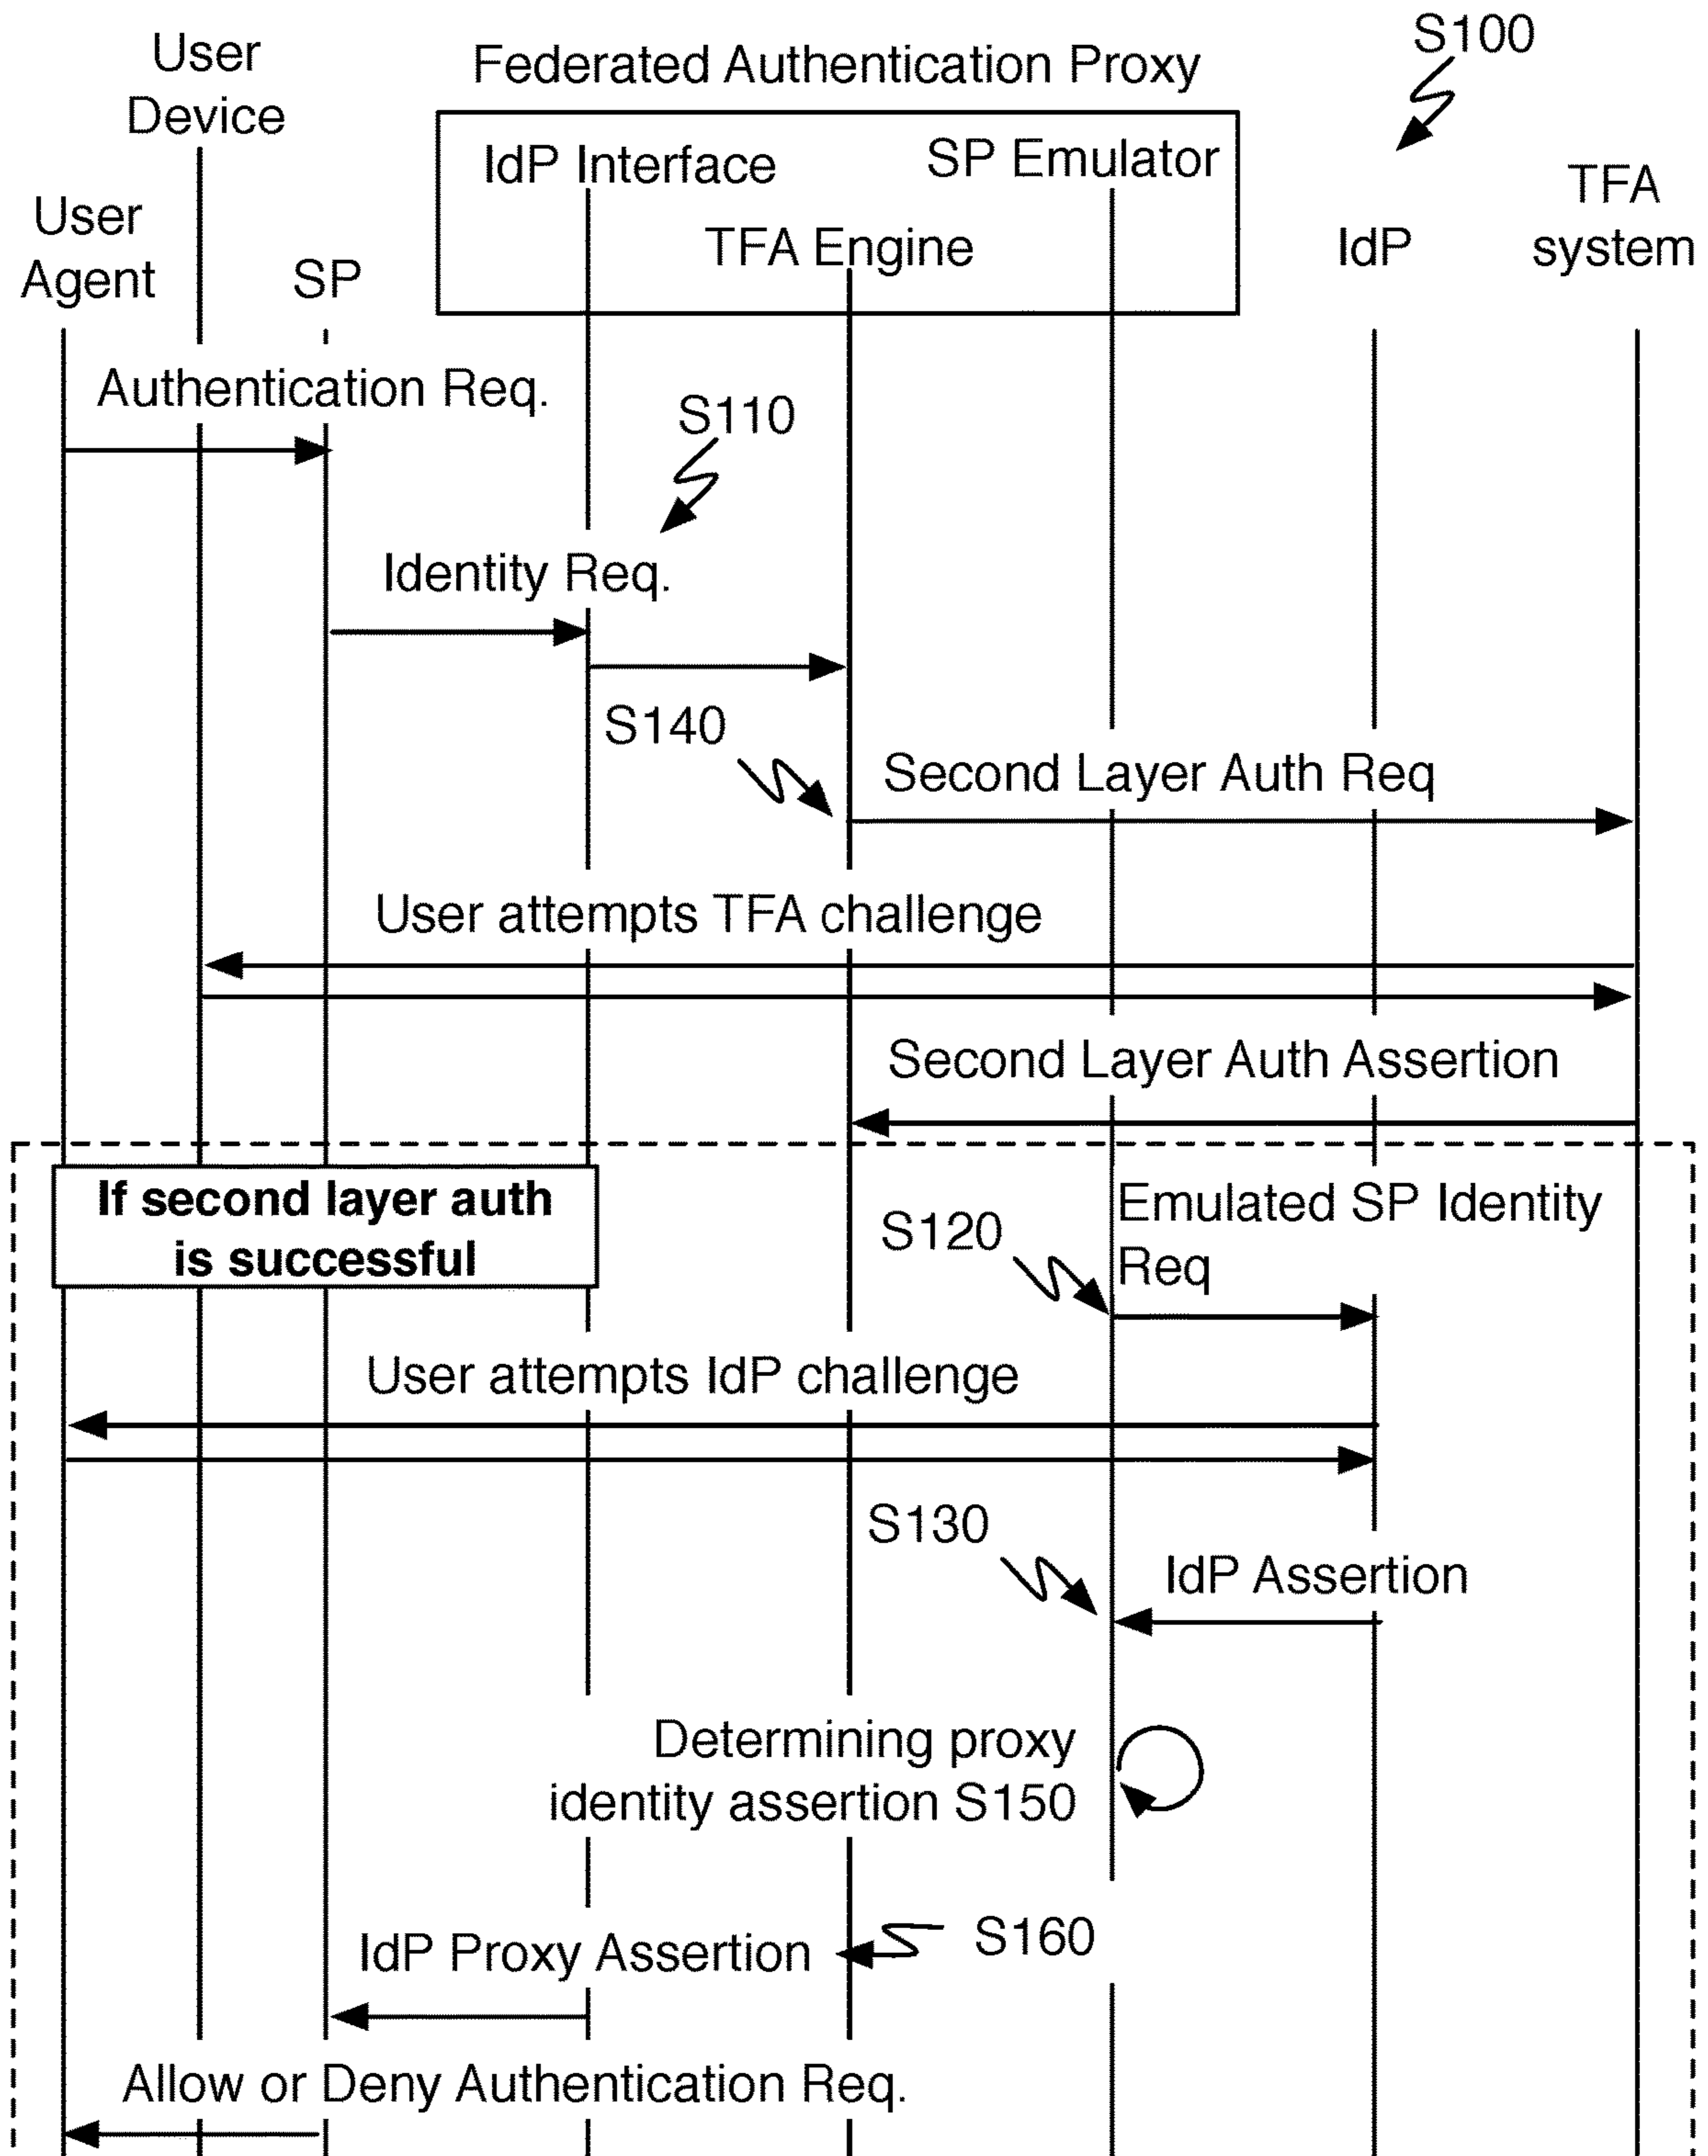 S100
User
Device
Federated Authentication Proxy
IdP Interface
SP Emulator
TFA
system
User
Agent
SP
TFA Engine
IdP
Authentication Req.
S110
Identity Req.
S140
Second Layer Auth Req
User attempts TFA challenge
Second Layer Auth Assertion
If second layer auth
is successful
S120
Emulated SP Identity
Req
User attempts IdP challenge
S130
IdP Assertion
Determining proxy
identity assertion S150
IdP Proxy Assertion
S160
Allow or Deny Authentication Req.